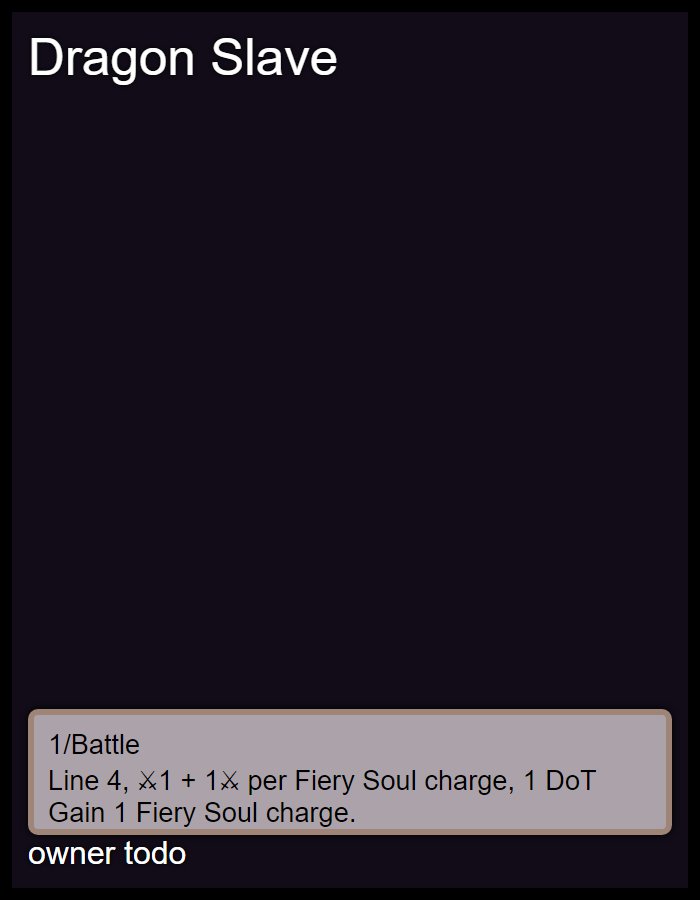 Dragon Slave
1/Battle
Line 4, ⚔1 + 1⚔ per Fiery Soul charge, 1 DoT
Gain 1 Fiery Soul charge.
owner todo